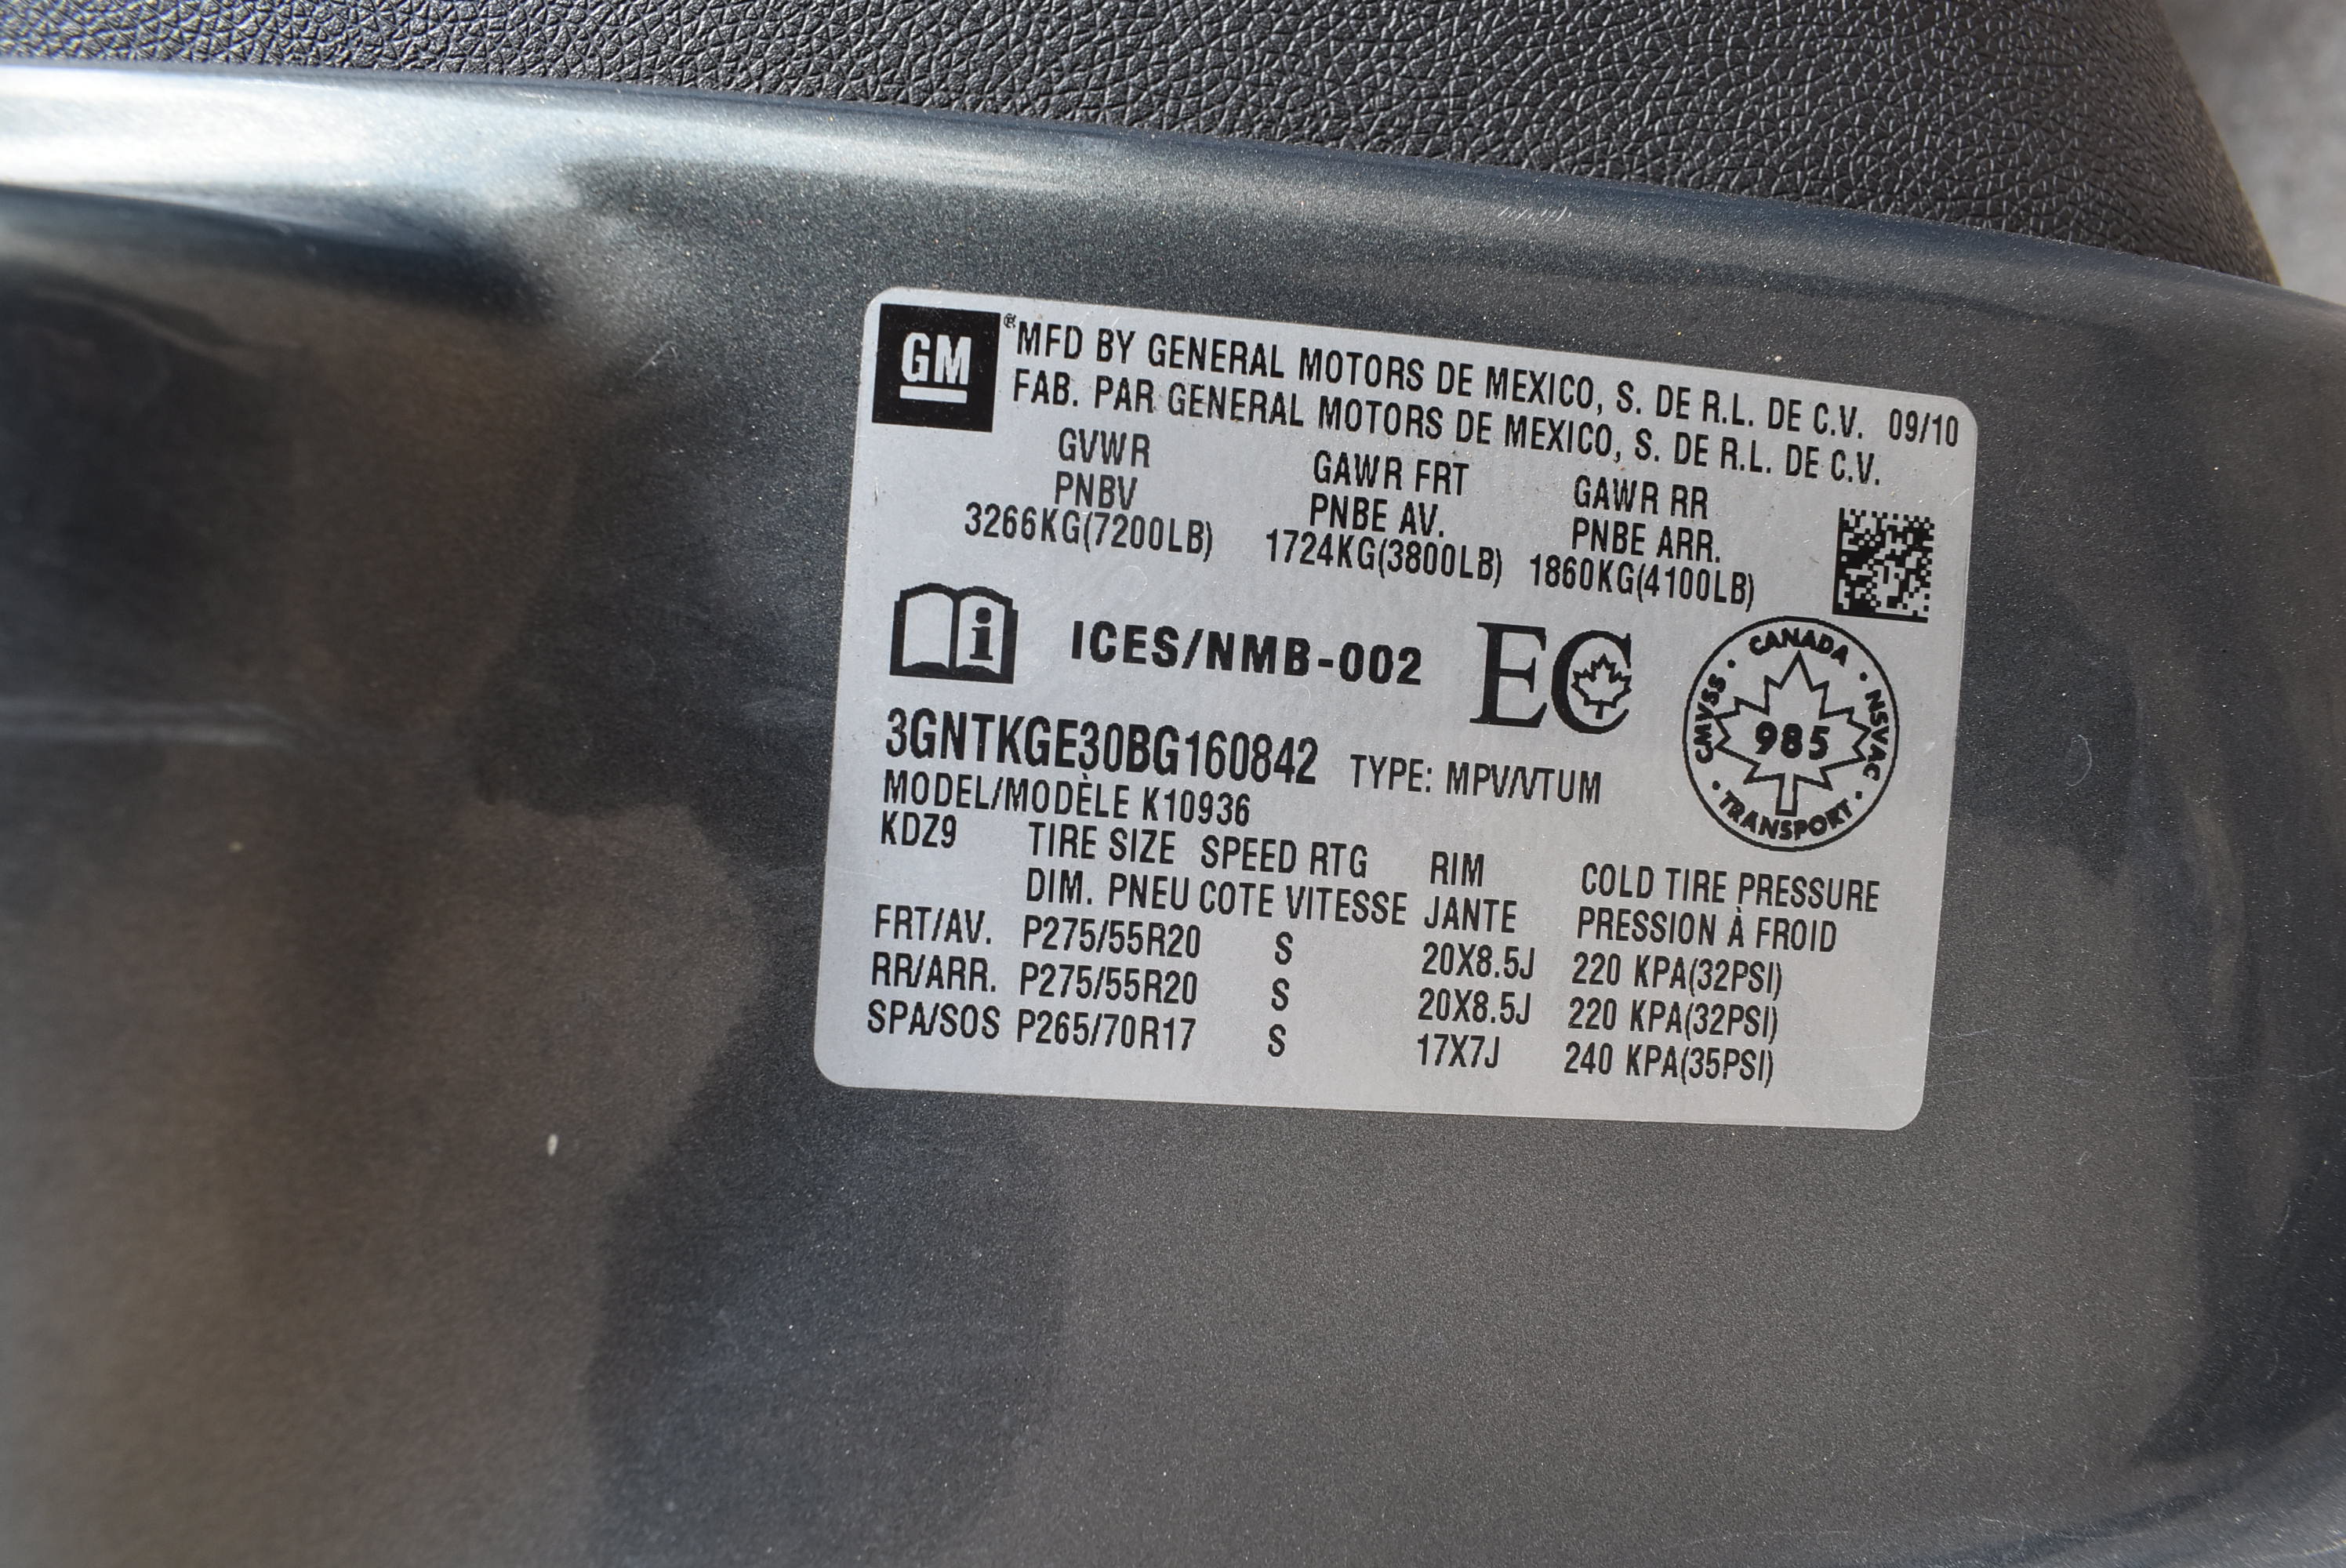 GM ® MFD BY GENERAL MOTORS DE MEXICO, S. DE R.L. DE C.V. 09/10
FAB. PAR GENERAL MOTORS DE MEXICO, S. DE R.L. DE C.V.
GVWR GAWR FRT GAWR RR
PNBV PNBE AV. PNBE ARR.
3266KG(7200LB) 1724KG(3800LB) 1860KG(4100LB)
i ICES/NMB-002 EC
CANADA
CMVSS 985 NSVAC
TRANSPORT
3GNTKGE30BG160842 TYPE: MPV/VTUM
MODEL/MODÈLE K10936
KDZ9 TIRE SIZE SPEED RTG RIM COLD TIRE PRESSURE
DIM. PNEU COTE VITESSE JANTE PRESSION À FROID
FRT/AV. P275/55R20 S 20X8.5J 220 KPA(32PSI)
RR/ARR. P275/55R20 S 20X8.5J 220 KPA(32PSI)
SPA/SOS P265/70R17 S 17X7J 240 KPA(35PSI)